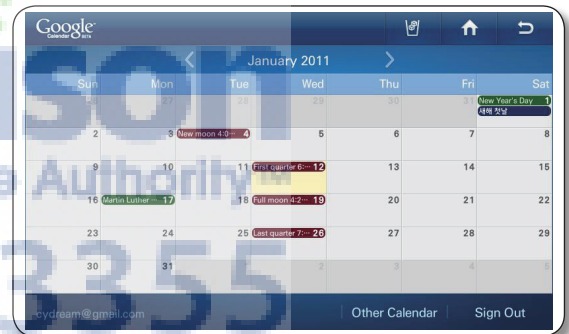 Google
Calendar BETA
January 2011
Sun Mon Tue Wed Thu Fri Sat
27 28 29 30 31 New Year's Day 1
새해 첫날
2 3 New moon 4:0··· 4 5 6 7 8
9 10 11 First quarter 6:··· 12 13 14 15
16 Martin Luther ··· 17 18 Full moon 4:2··· 19 20 21 22
23 24 25 Last quarter 7:··· 26 27 28 29
30 31 2 3 4
cydream@gmail.com Other Calendar Sign Out
son
Authority
3355